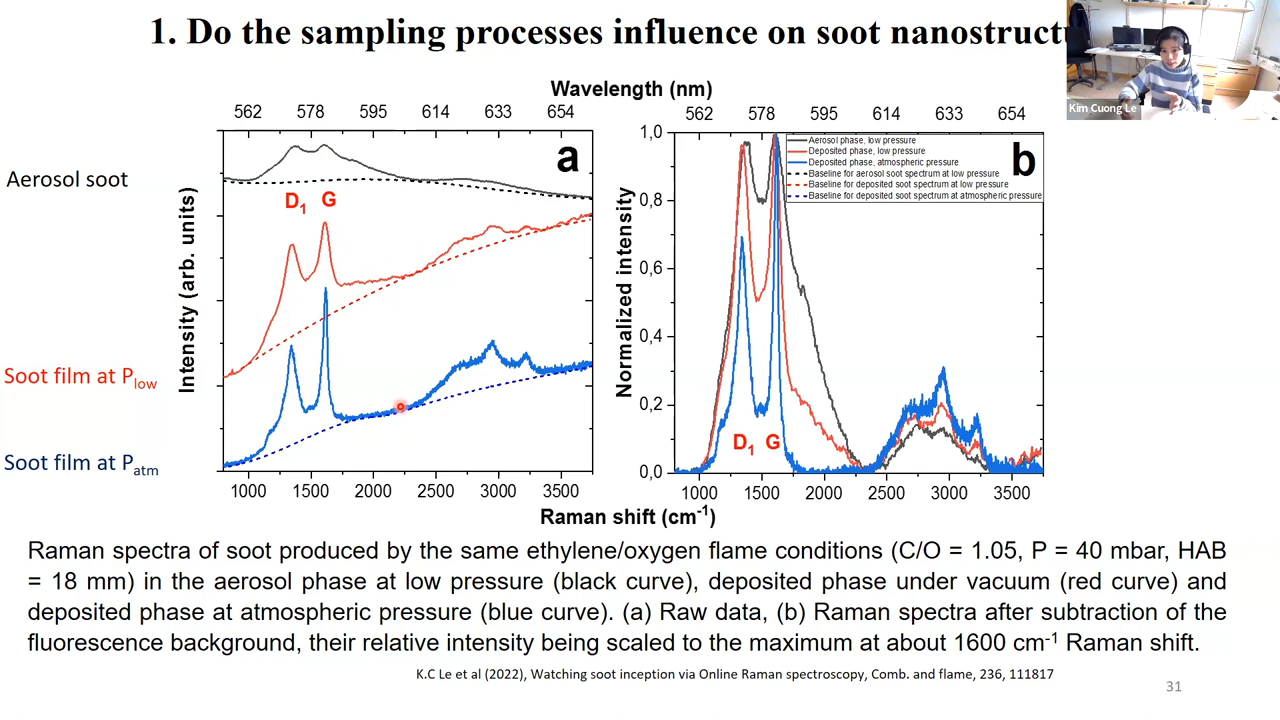 1. Do the sampling processes influence on soot nanostructu
Kim Cuong Le
Wavelength (nm)
562 578 595 614 633 654
562 578 595 614 633 654
Aerosol soot
Soot film at Plow
Soot film at Patm
Intensity (arb. units)
a
D1 G
1000 1500 2000 2500 3000 3500
Normalized intensity
1,0
0,8
0,6
0,4
0,2
0,0
b
Aerosol phase, low pressure
Deposited phase, low pressure
Deposited phase, atmospheric pressure
Baseline for aerosol soot spectrum at low pressure
Baseline for deposited soot spectrum at low pressure
Baseline for deposited soot spectrum at atmospheric pressure
D1 G
1000 1500 2000 2500 3000 3500
Raman shift (cm-1)
Raman spectra of soot produced by the same ethylene/oxygen flame conditions (C/O = 1.05, P = 40 mbar, HAB
= 18 mm) in the aerosol phase at low pressure (black curve), deposited phase under vacuum (red curve) and
deposited phase at atmospheric pressure (blue curve). (a) Raw data, (b) Raman spectra after subtraction of the
fluorescence background, their relative intensity being scaled to the maximum at about 1600 cm-1 Raman shift.
K.C Le et al (2022), Watching soot inception via Online Raman spectroscopy, Comb. and flame, 236, 111817
31